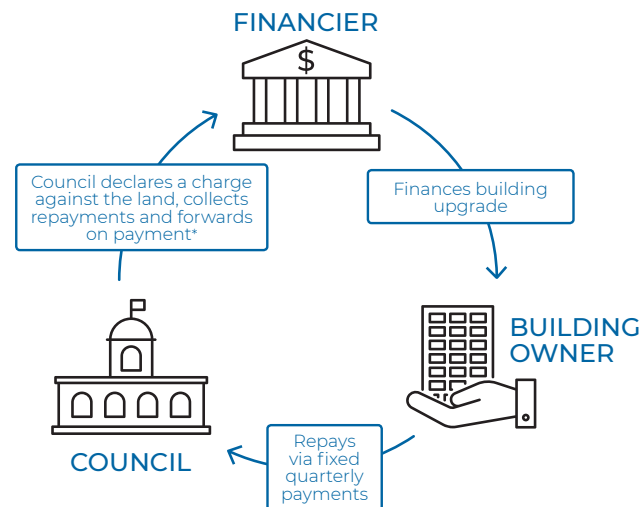 FINANCIER
$
Council declares a charge
against the land, collects
repayments and forwards
on payment*
Finances building
upgrade
BUILDING
OWNER
COUNCIL
Repays
via fixed
quarterly
payments